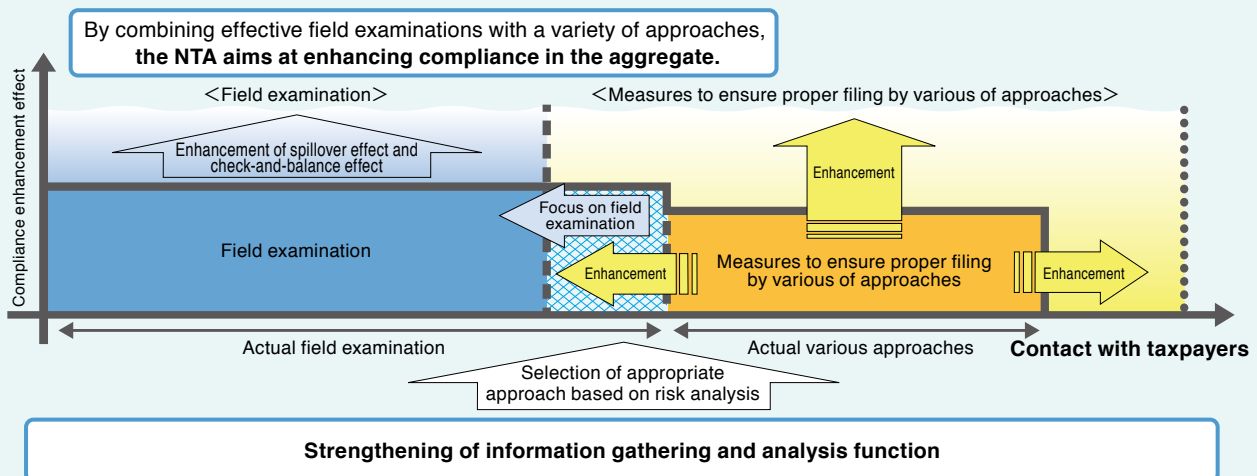 By combining effective field examinations with a variety of approaches,
the NTA aims at enhancing compliance in the aggregate.
Compliance enhancement effect
<Field examination>
<Measures to ensure proper filing by various of approaches>
Enhancement of spillover effect and
check-and-balance effect
Enhancement
Focus on field
examination
Field examination
Enhancement
Measures to ensure proper filing
by various of approaches
Enhancement
Actual field examination
Actual various approaches
Contact with taxpayers
Selection of appropriate
approach based on risk analysis
Strengthening of information gathering and analysis function